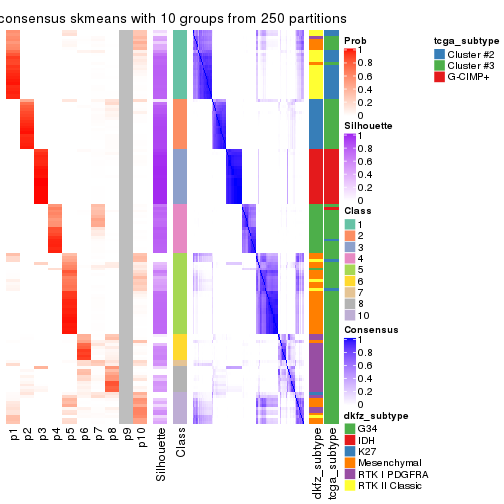 consensus skmeans with 10 groups from 250 partitions
Prob
1
0.8
0.6
0.4
0.2
0
Silhouette
1
0.8
0.6
0.4
0.2
0
Class
1
2
3
4
5
6
7
8
10
Consensus
1
0.8
0.6
0.4
0.2
0
dkfz_subtype
G34
IDH
K27
Mesenchymal
RTK I PDGFRA
RTK II Classic
tcga_subtype
Cluster #2
Cluster #3
G-CIMP+
p1
p2
p3
p4
p5
p6
p7
p8
p9
p10
Silhouette
Class
dkfz_subtype
tcga_subtype